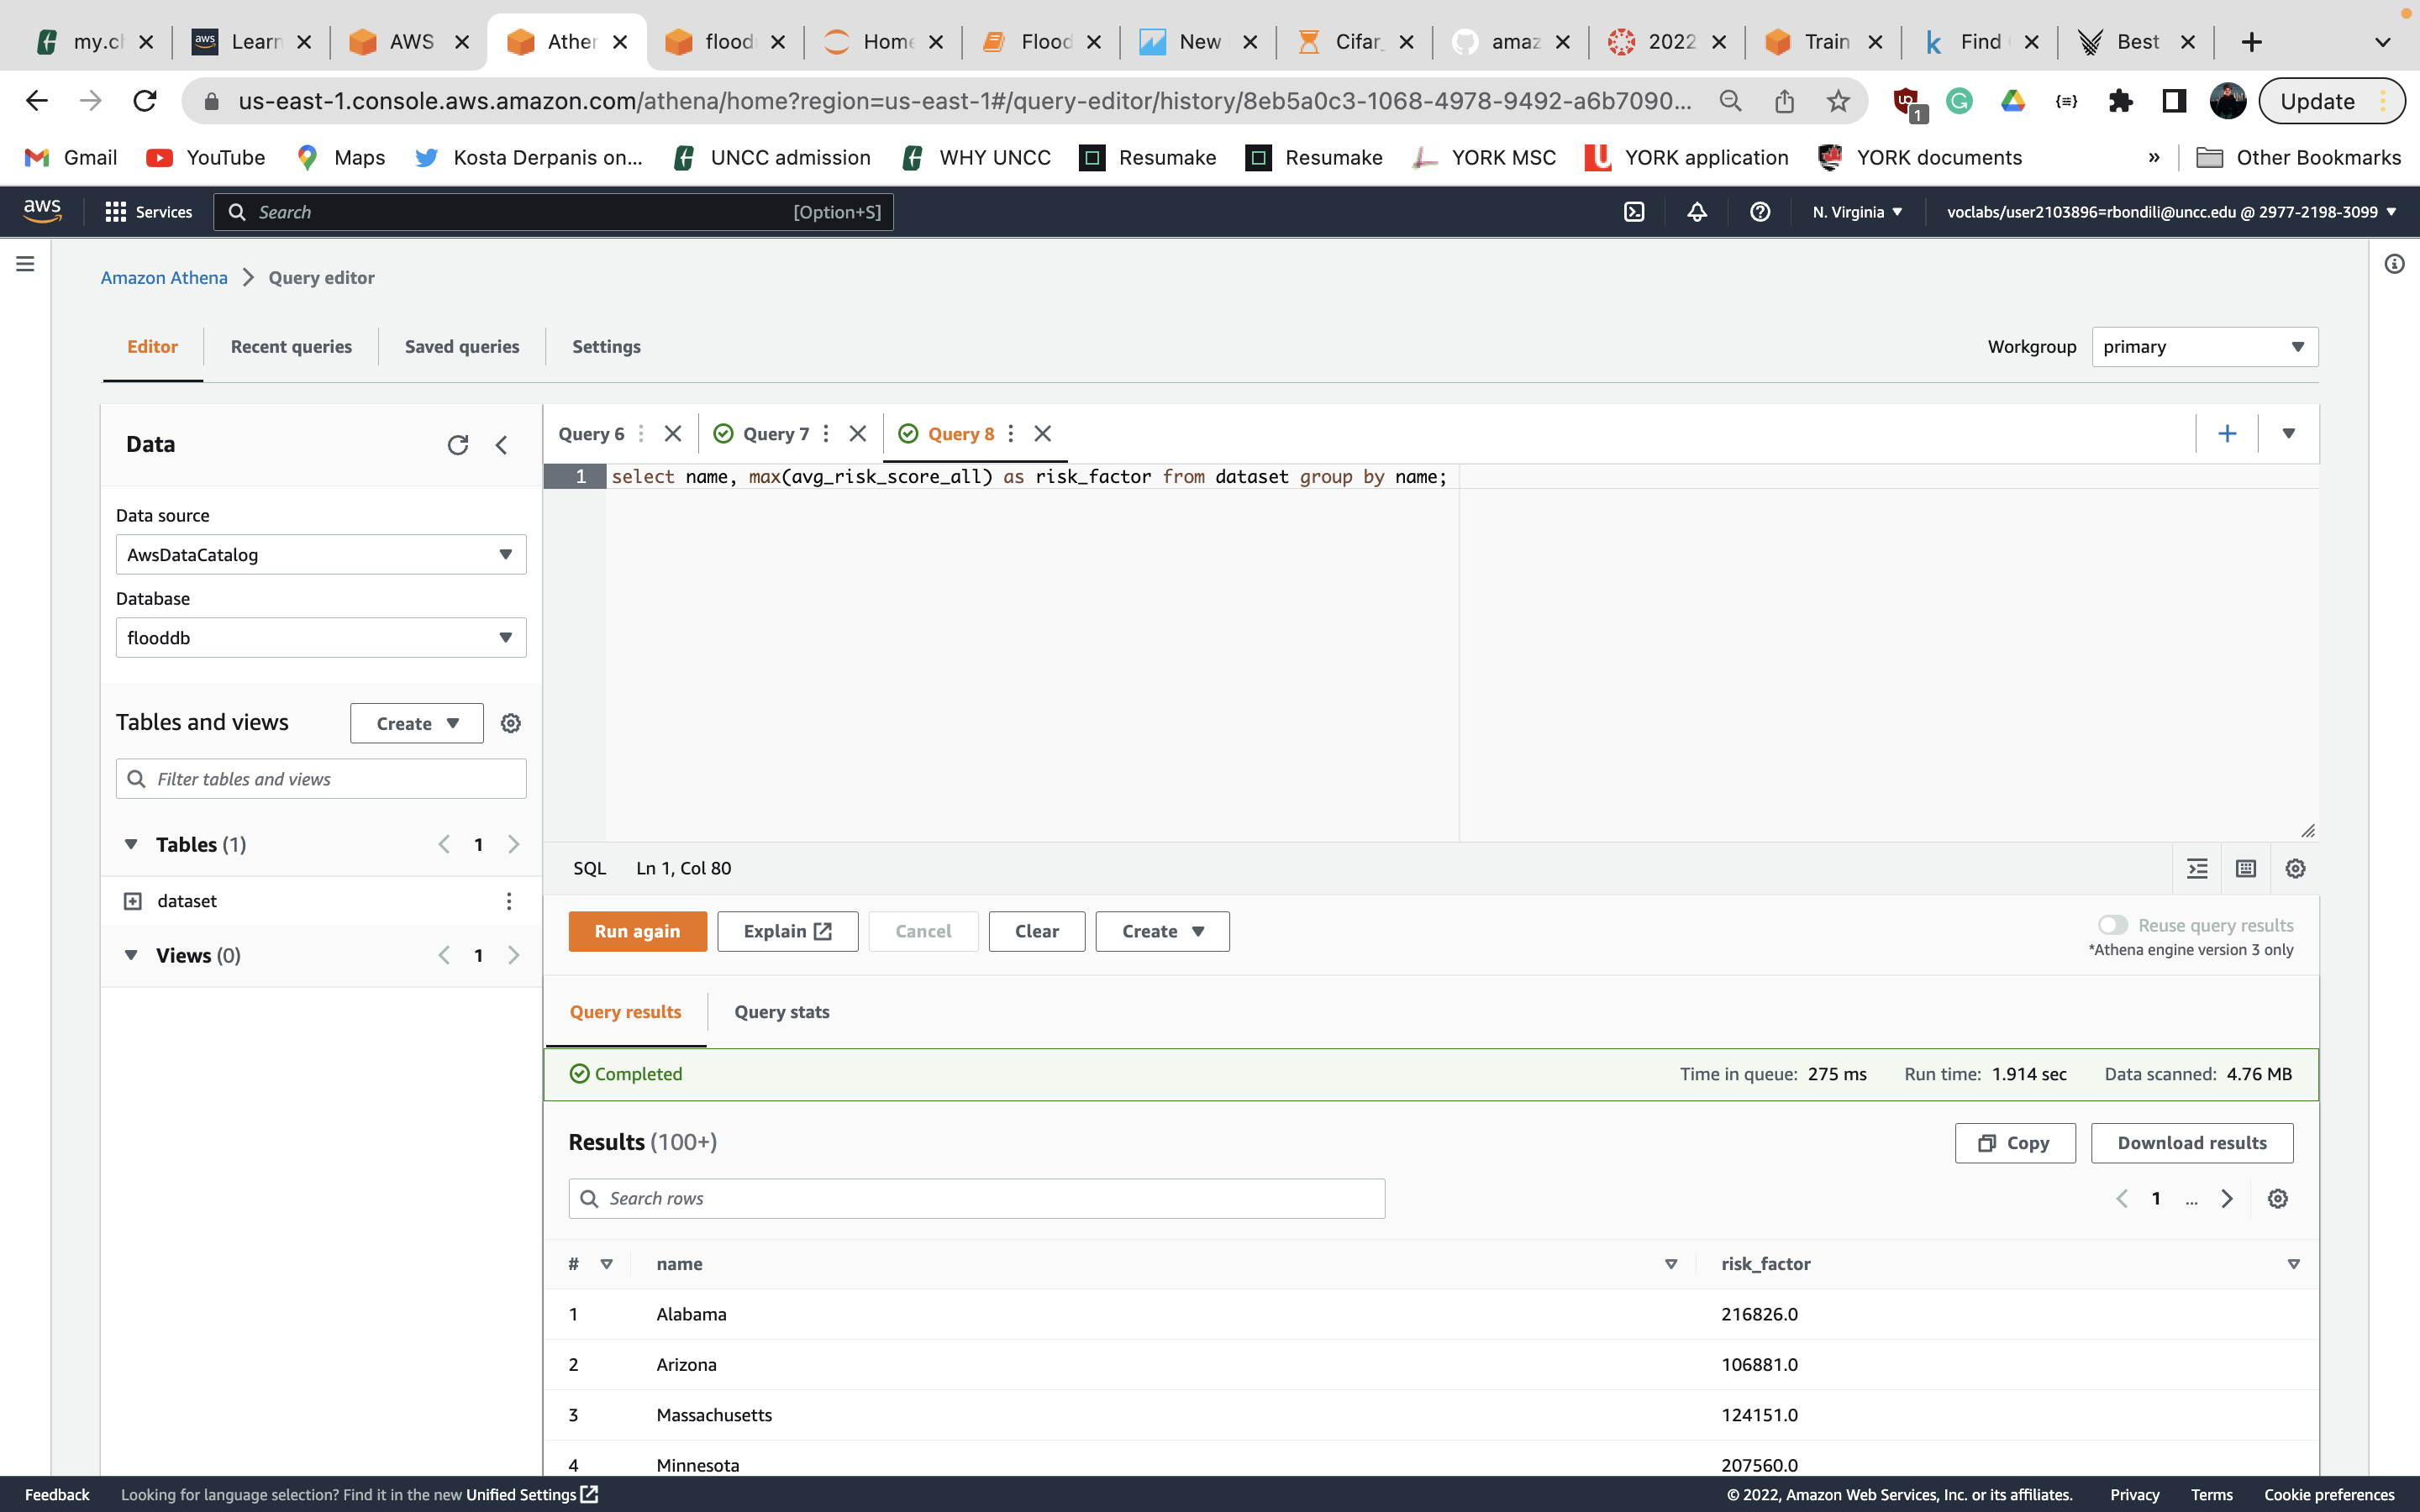 my.c
Learn
AWS
Ather
flood
Home
Flood
New
Cifar_
amaz
2022
Train
Find
Best
us-east-1.console.aws.amazon.com/athena/home?region=us-east-1#/query-editor/history/8eb5a0c3-1068-4978-9492-a6b7090...
1
Update
Gmail
YouTube
Maps
Kosta Derpanis on...
UNCC admission
WHY UNCC
Resumake
Resumake
YORK MSC
YORK application
YORK documents
»
Other Bookmarks
aws
Services
Search
[Option+S]
N. Virginia
voclabs/user2103896=rbondili@uncc.edu @ 2977-2198-3099
Amazon Athena
Query editor
Editor
Recent queries
Saved queries
Settings
Workgroup
primary
Data
Query 6
Query 7
Query 8
1 select name, max(avg_risk_score_all) as risk_factor from dataset group by name;
Data source
AwsDataCatalog
Database
flooddb
Tables and views
Create
Filter tables and views
Tables (1)
1
dataset
Views (0)
1
SQL
Ln 1, Col 80
Run again
Explain
Cancel
Clear
Create
Reuse query results
*Athena engine version 3 only
Query results
Query stats
Completed
Time in queue: 275 ms
Run time: 1.914 sec
Data scanned: 4.76 MB
Results (100+)
Copy
Download results
Search rows
1 ...
# name risk_factor
1 Alabama 216826.0
2 Arizona 106881.0
3 Massachusetts 124151.0
4 Minnesota 207560.0
Feedback
Looking for language selection? Find it in the new Unified Settings
© 2022, Amazon Web Services, Inc. or its affiliates.
Privacy
Terms
Cookie preferences